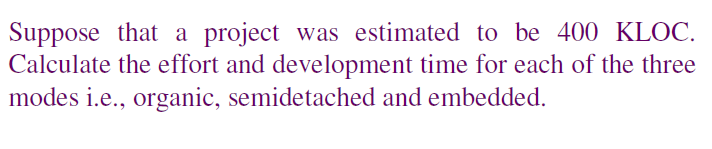 Suppose that a project was estimated to be 400 KLOC.
Calculate the effort and development time for each of the three
modes i.e., organic, semidetached and embedded.